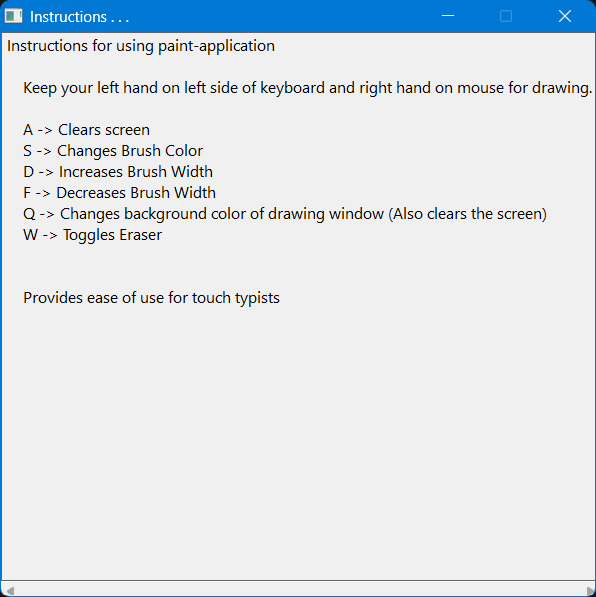 Instructions . . .
Instructions for using paint-application
Keep your left hand on left side of keyboard and right hand on mouse for drawing.
A -> Clears screen
S -> Changes Brush Color
D -> Increases Brush Width
F -> Decreases Brush Width
Q -> Changes background color of drawing window (Also clears the screen)
W -> Toggles Eraser
Provides ease of use for touch typists